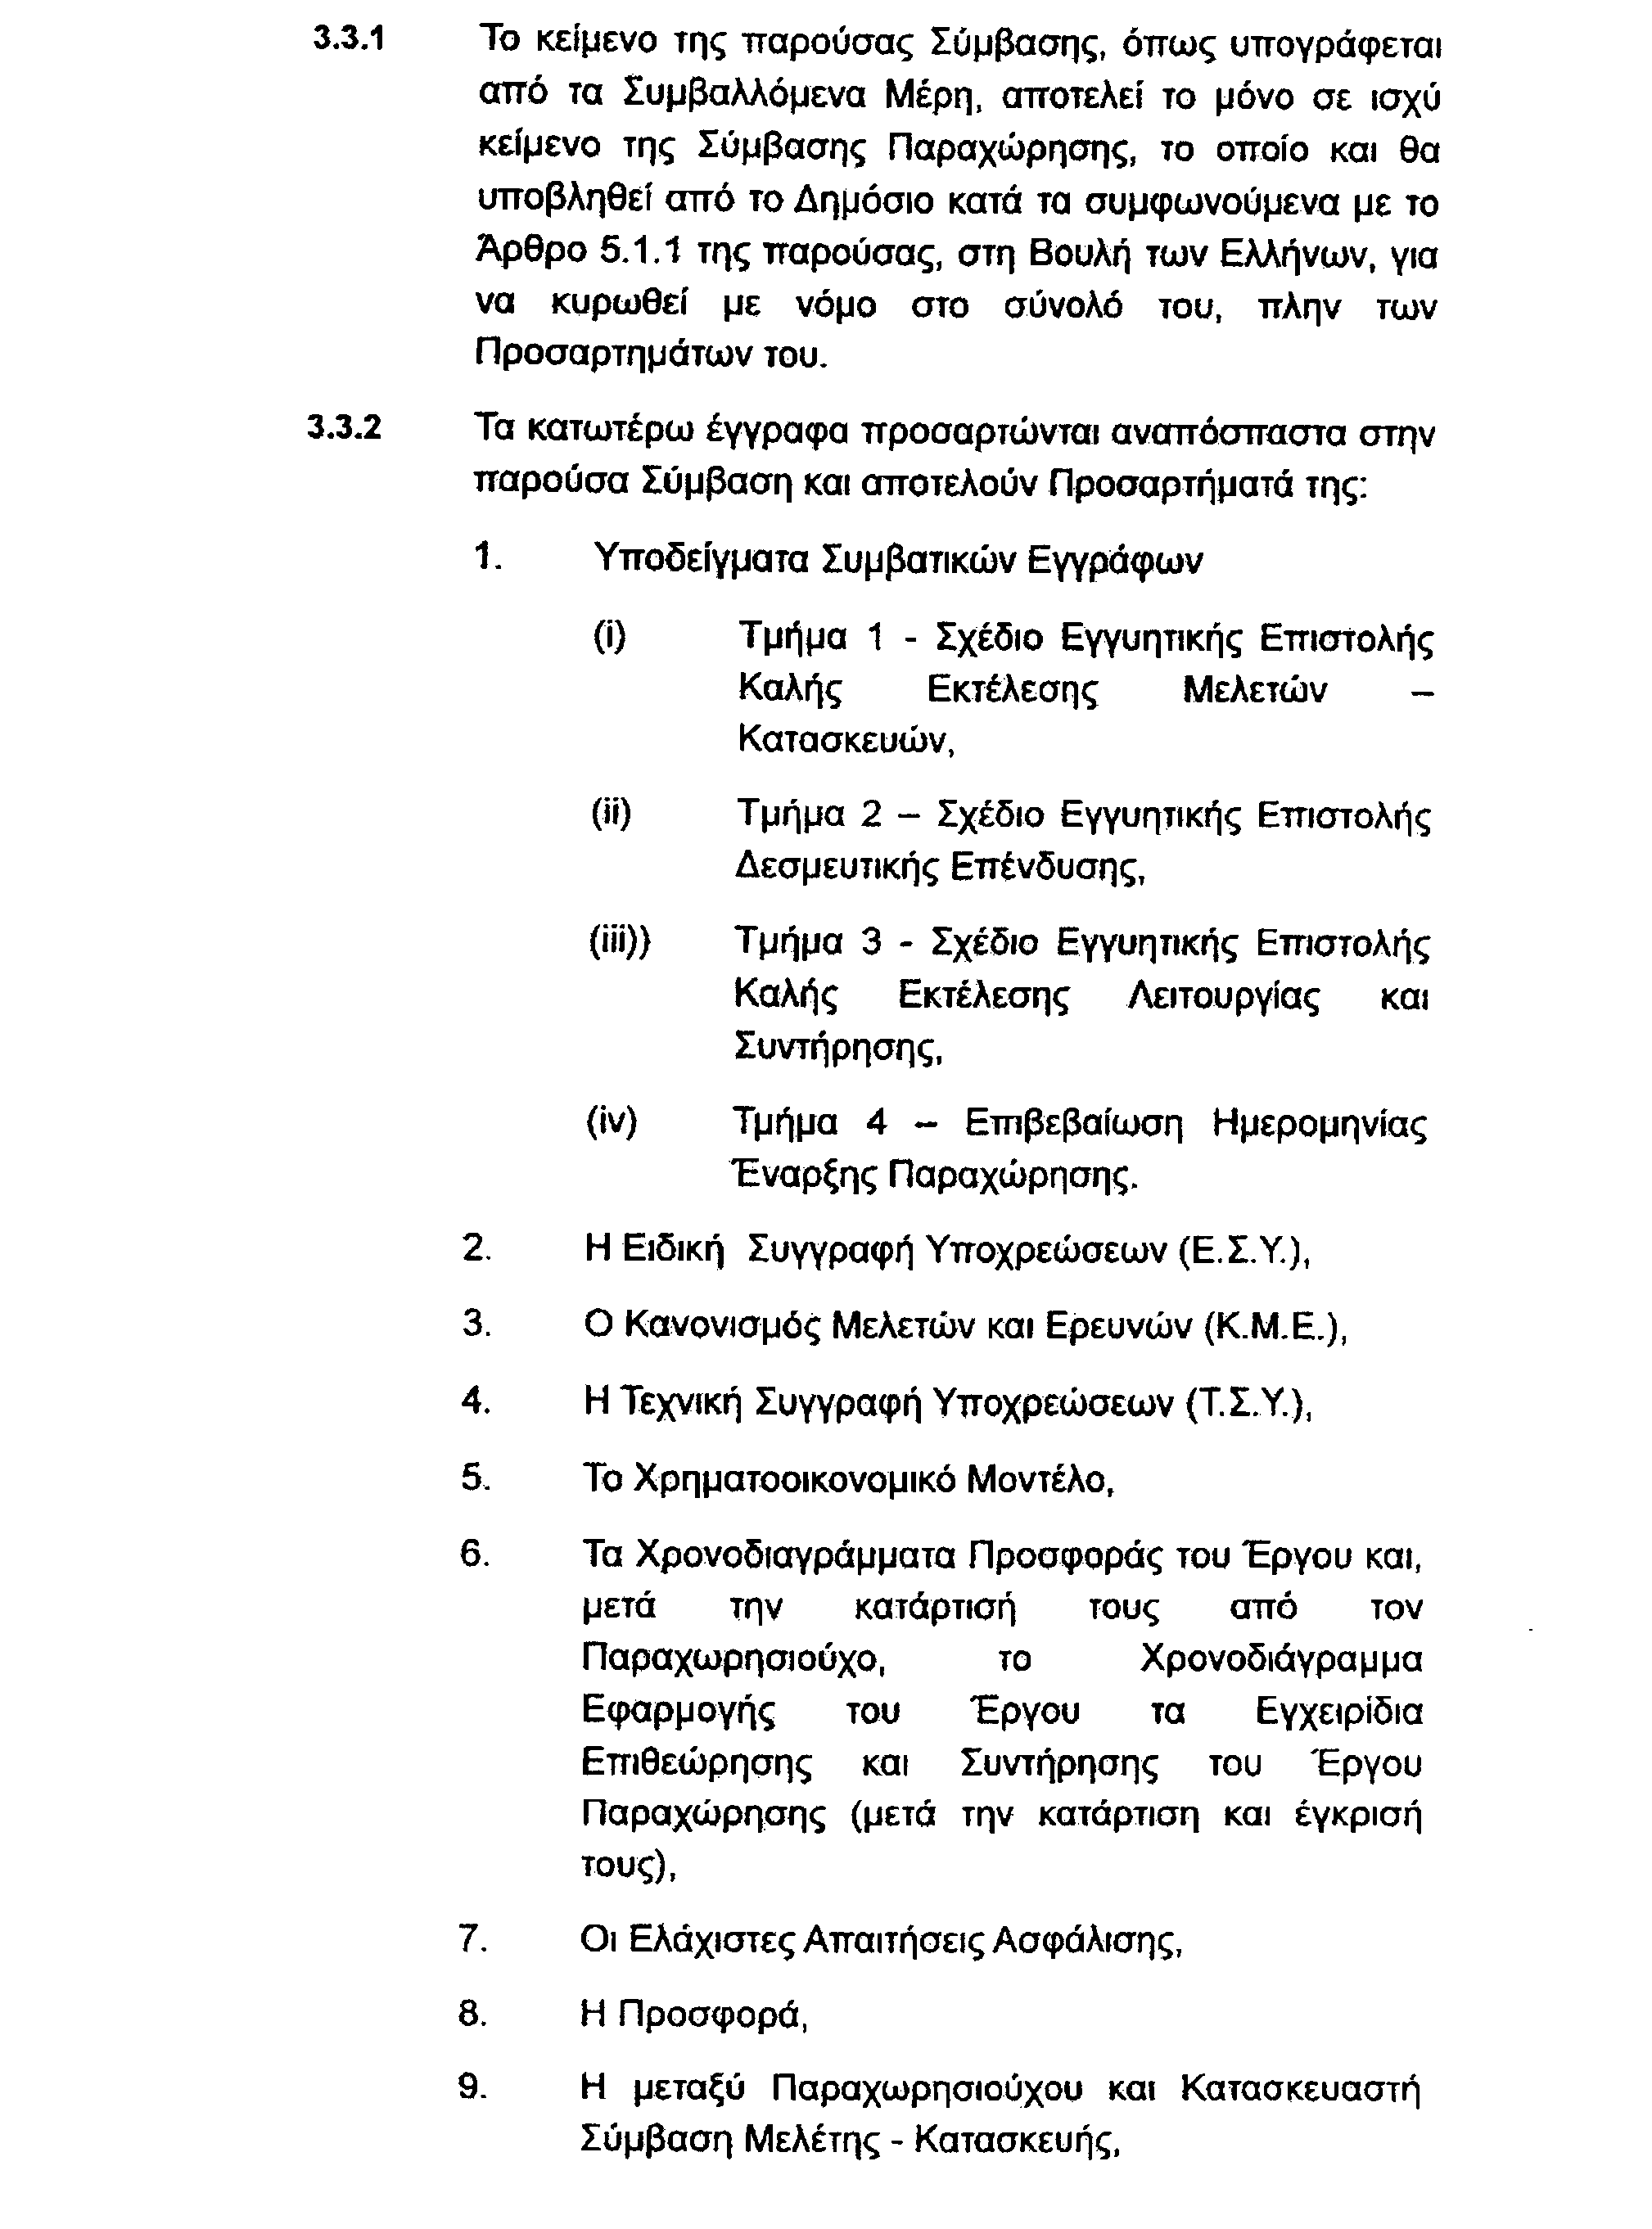 3.3.1 Το κείμενο της παρούσας Σύμβασης, όπως υπογράφεται
από τα Συμβαλλόμενα Μέρη, αποτελεί το μόνο σε ισχύ
κείμενο της Σύμβασης Παραχώρησης, το οποίο και θα
υποβληθεί από το Δημόσιο κατά τα συμφωνούμενα με το
Άρθρο 5.1.1 της παρούσας, στη Βουλή των Ελλήνων, για
να κυρωθεί με νόμο στο σύνολό του, πλην των
Προσαρτημάτων του.
3.3.2 Τα κατωτέρω έγγραφα προσαρτώνται αναπόσπαστα στην
παρούσα Σύμβαση και αποτελούν Προσαρτήματά της:
1. Υποδείγματα Συμβατικών Εγγράφων
(i) Τμήμα 1 - Σχέδιο Εγγυητικής Επιστολής
Καλής Εκτέλεσης Μελετών –
Κατασκευών,
(ii) Τμήμα 2 – Σχέδιο Εγγυητικής Επιστολής
Δεσμευτικής Επένδυσης,
(iii)) Τμήμα 3 - Σχέδιο Εγγυητικής Επιστολής
Καλής Εκτέλεσης Λειτουργίας και
Συντήρησης,
(iv) Τμήμα 4 – Επιβεβαίωση Ημερομηνίας
Έναρξης Παραχώρησης.
2. Η Ειδική Συγγραφή Υποχρεώσεων (Ε.Σ.Υ.),
3. Ο Κανονισμός Μελετών και Ερευνών (Κ.Μ.Ε.),
4. Η Τεχνική Συγγραφή Υποχρεώσεων (Τ.Σ.Υ.),
5. Το Χρηματοοικονομικό Μοντέλο,
6. Τα Χρονοδιαγράμματα Προσφοράς του Έργου και,
μετά την κατάρτισή τους από τον
Παραχωρησιούχο, το Χρονοδιάγραμμα
Εφαρμογής του Έργου τα Εγχειρίδια
Επιθεώρησης και Συντήρησης του Έργου
Παραχώρησης (μετά την κατάρτιση και έγκρισή
τους),
7. Οι Ελάχιστες Απαιτήσεις Ασφάλισης,
8. Η Προσφορά,
9. Η μεταξύ Παραχωρησιούχου και Κατασκευαστή
Σύμβαση Μελέτης - Κατασκευής,